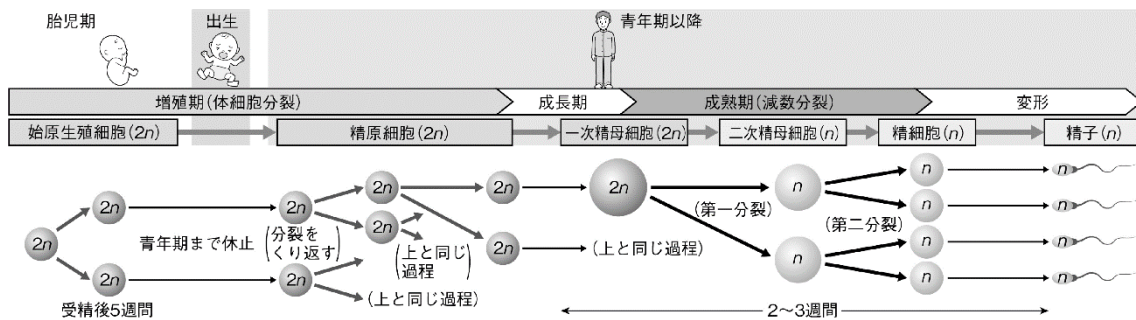 胎児期
出生
青年期以降
増殖期(体細胞分裂)
成長期
成熟期(減数分裂)
変形
始原生殖細胞(2n)
精原細胞(2n)
一次精母細胞(2n)
二次精母細胞(n)
精細胞(n)
精子(n)
2n
2n
2n
2n
2n
2n
2n
2n
2n
2n
2n
n
n
n
n
n
n
(第一分裂)
(第二分裂)
青年期まで休止
(分裂を
くり返す)
(上と同じ
過程)
(上と同じ過程)
(上と同じ過程)
受精後5週間
2〜3週間